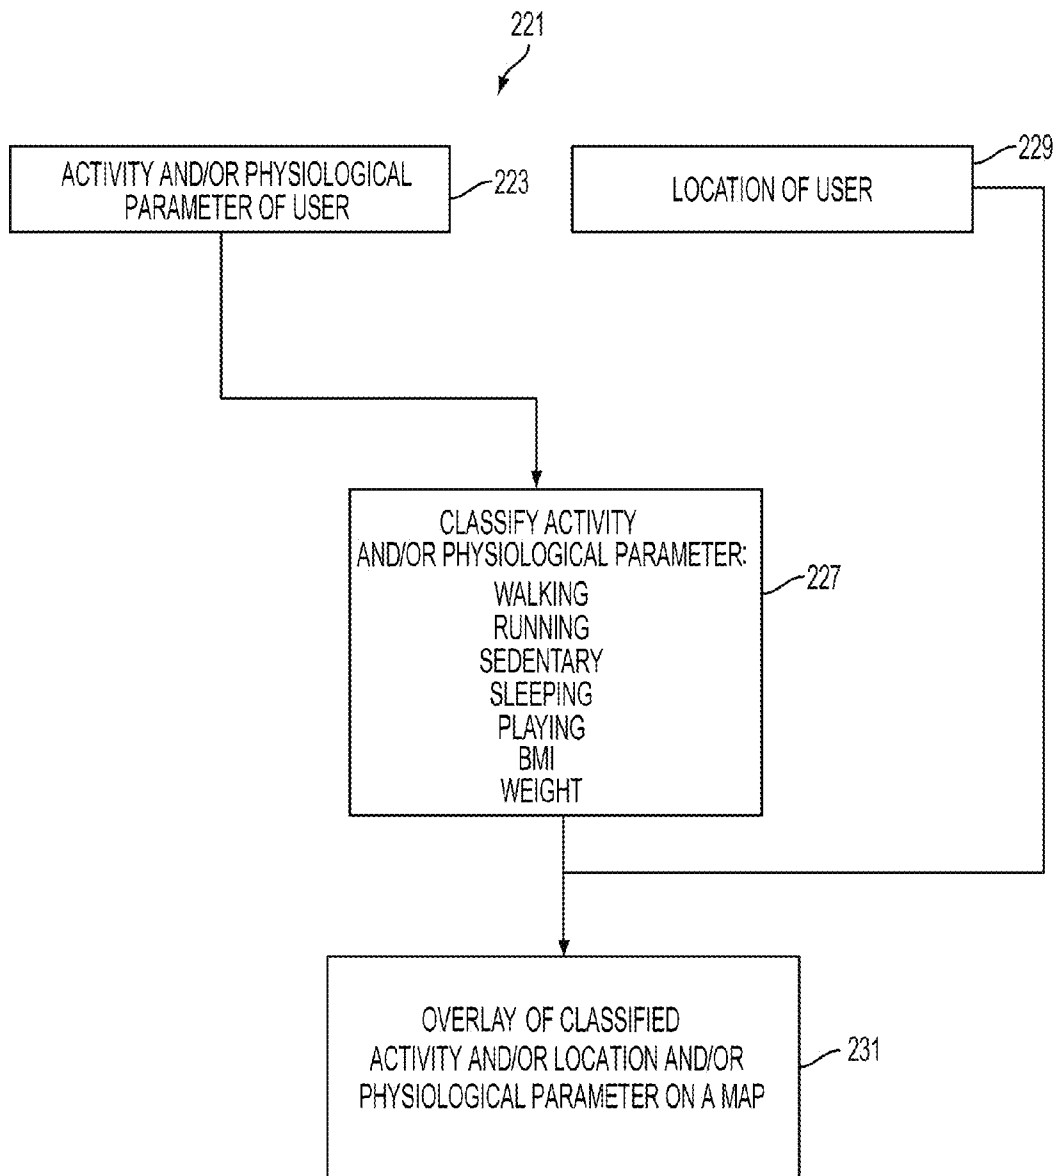 221
ACTIVITY AND/OR PHYSIOLOGICAL
PARAMETER OF USER
223
LOCATION OF USER
229
CLASSIFY ACTIVITY
AND/OR PHYSIOLOGICAL PARAMETER:
WALKING
RUNNING
SEDENTARY
SLEEPING
PLAYING
BMI
WEIGHT
227
OVERLAY OF CLASSIFIED
ACTIVITY AND/OR LOCATION AND/OR
PHYSIOLOGICAL PARAMETER ON A MAP
231